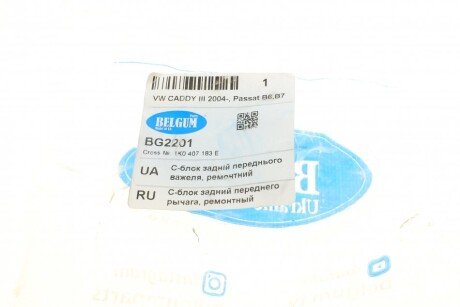 1
VW CADDY III 2004-, Passat B6,B7
BELGUM
BG2201
Cross №: 1K0 407 183 E
UA
С-блок задній переднього
важеля, ремонтний
RU
С-блок задний переднего
рычага, ремонтный
B
Ukraine